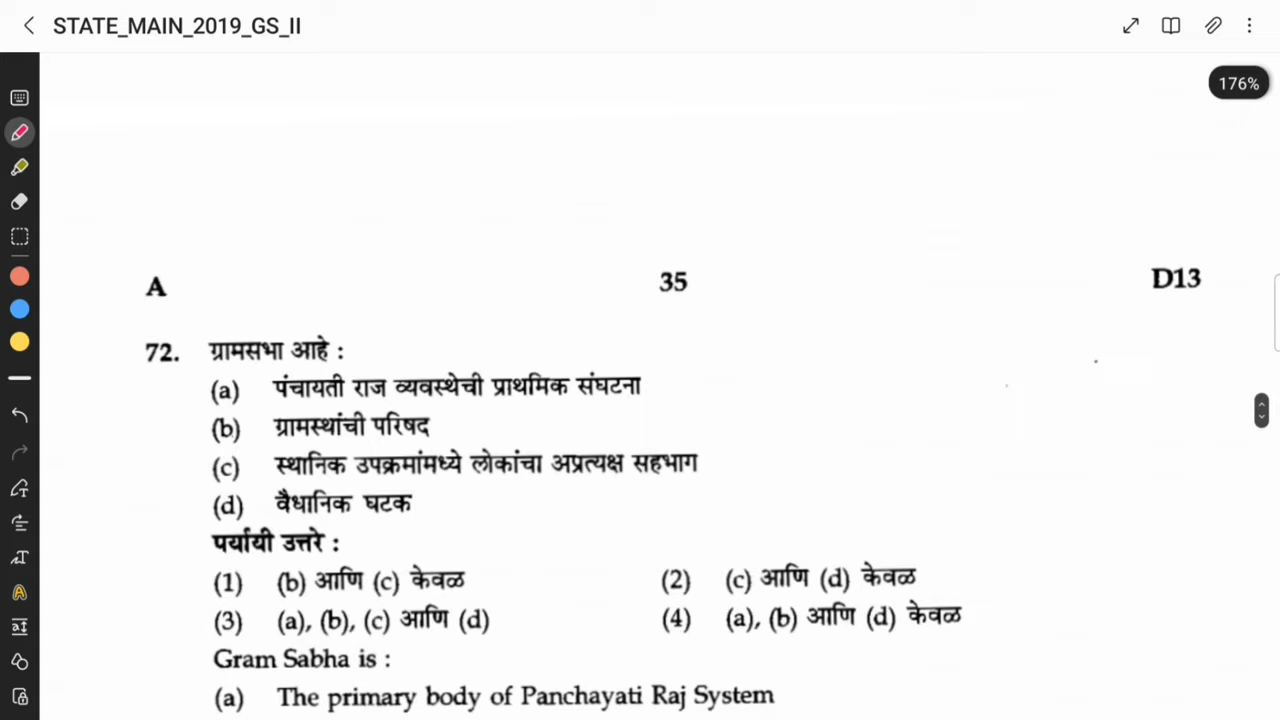 STATE_MAIN_2019_GS_II
176%
A 35 D13
72. ग्रामसभा आहे :
(a) पंचायती राज व्यवस्थेची प्राथमिक संघटना
(b) ग्रामस्थांची परिषद
(c) स्थानिक उपक्रमांमध्ये लोकांचा अप्रत्यक्ष सहभाग
(d) वैधानिक घटक
पर्यायी उत्तरे :
(1) (b) आणि (c) केवळ (2) (c) आणि (d) केवळ
(3) (a), (b), (c) आणि (d) (4) (a), (b) आणि (d) केवळ
Gram Sabha is :
(a) The primary body of Panchayati Raj System